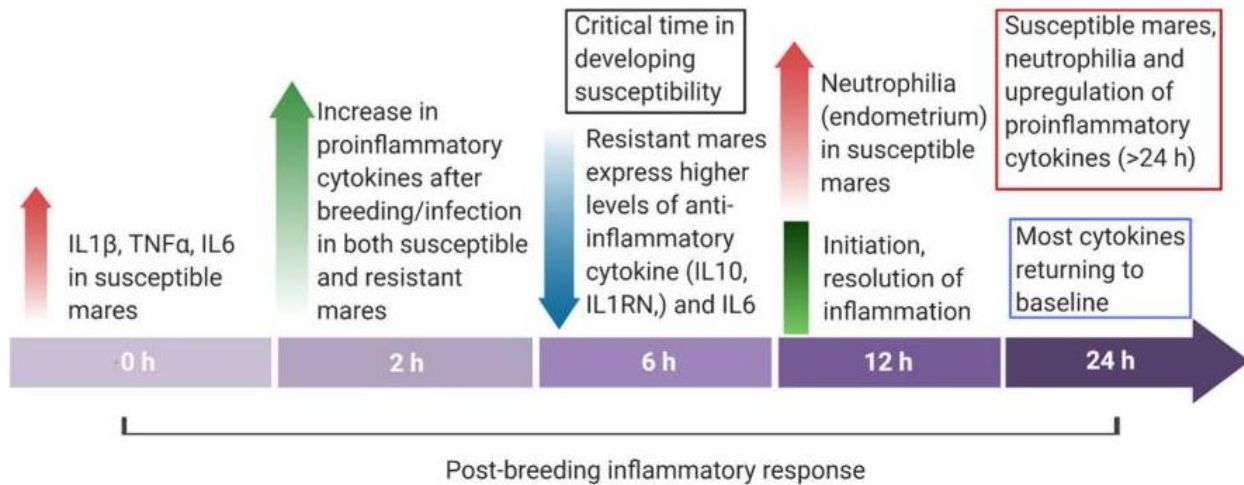 IL1β, TNFα, IL6
in susceptible
mares
Increase in
proinflammatory
cytokines after
breeding/infection
in both susceptible
and resistant
mares
Critical time in
developing
susceptibility
Resistant mares
express higher
levels of anti-
inflammatory
cytokine (IL10,
IL1RN,) and IL6
Neutrophilia
(endometrium)
in susceptible
mares
Initiation,
resolution of
inflammation
Susceptible mares,
neutrophilia and
upregulation of
proinflammatory
cytokines (>24 h)
Most cytokines
returning to
baseline
0 h
2 h
6 h
12 h
24 h
Post-breeding inflammatory response